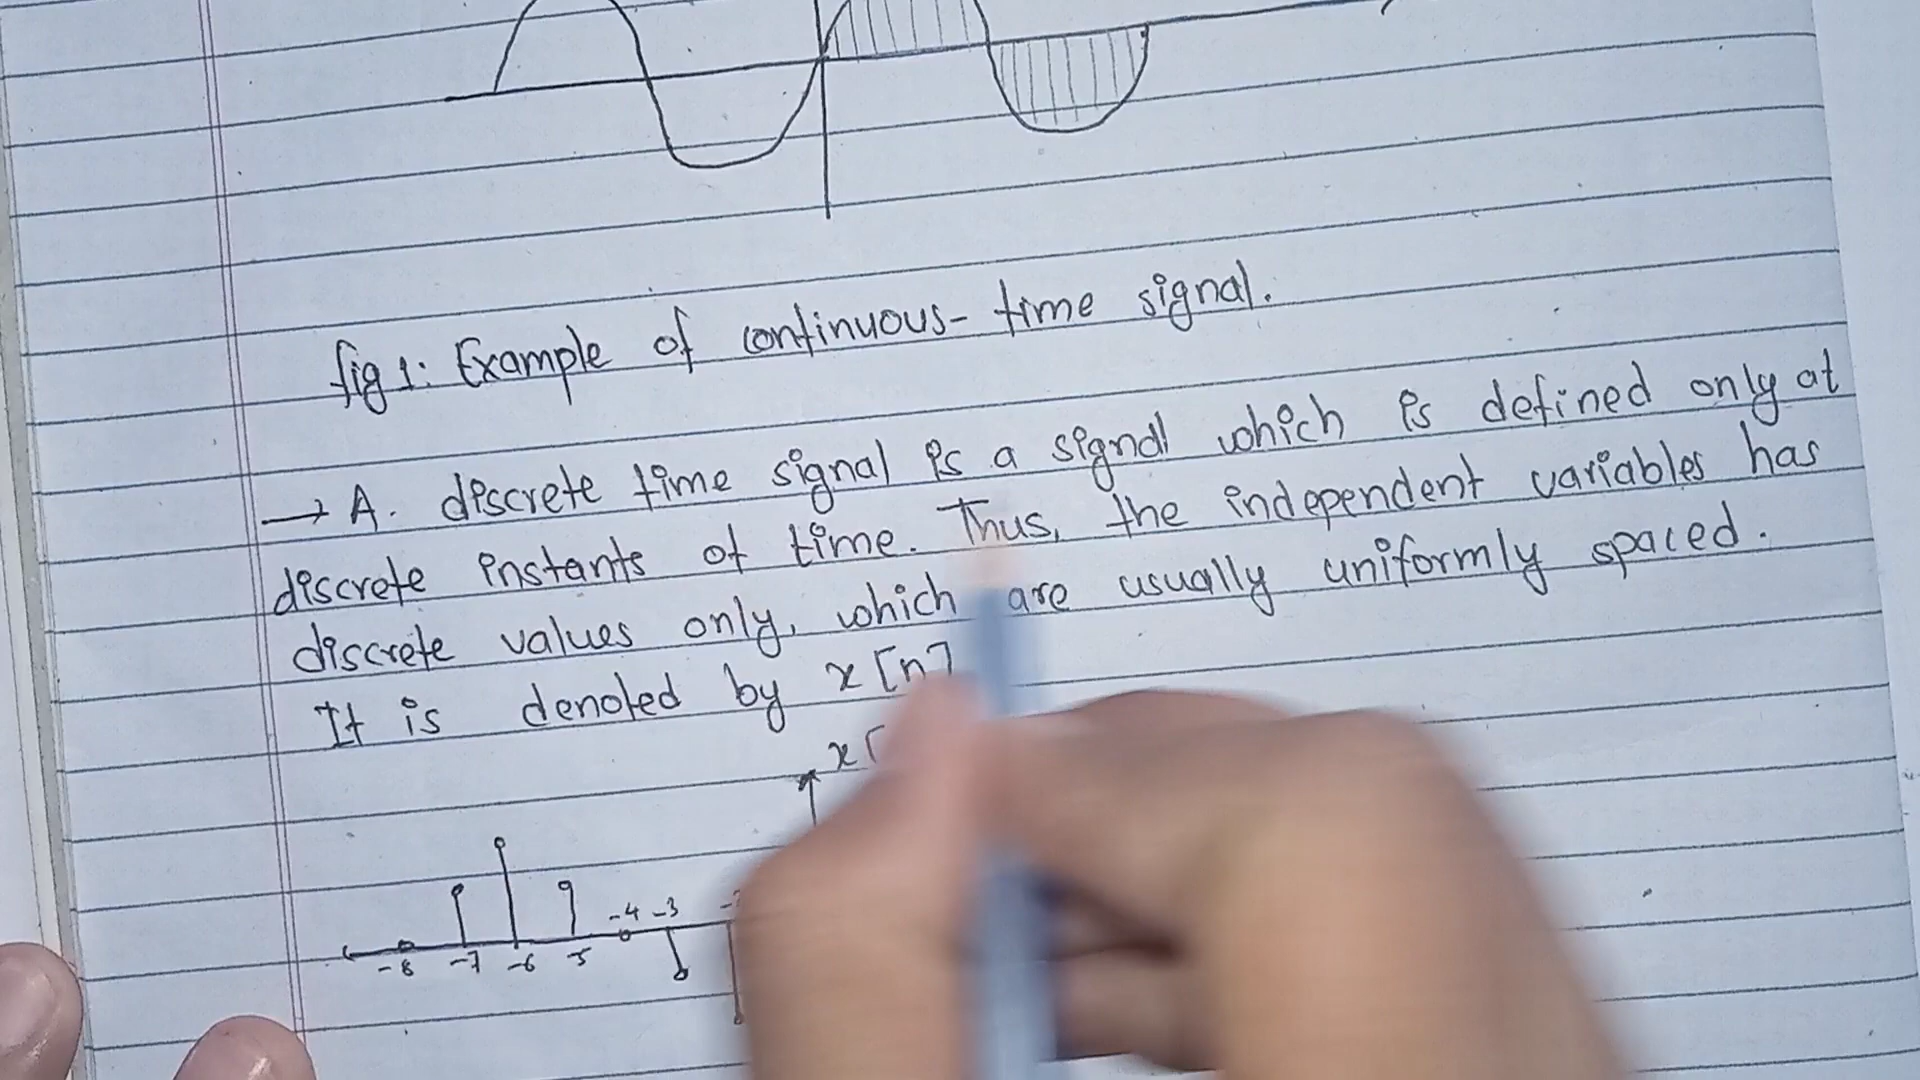 fig 1: Example of continuous-time signal.
→ A. discrete time signal is a signal which is defined only at
discrete instants of time. Thus, the independent variables has
discrete values only, which are usually uniformly spaced.
It is denoted by x[n]
x[
-4 -3
-8 -7 -6 -5